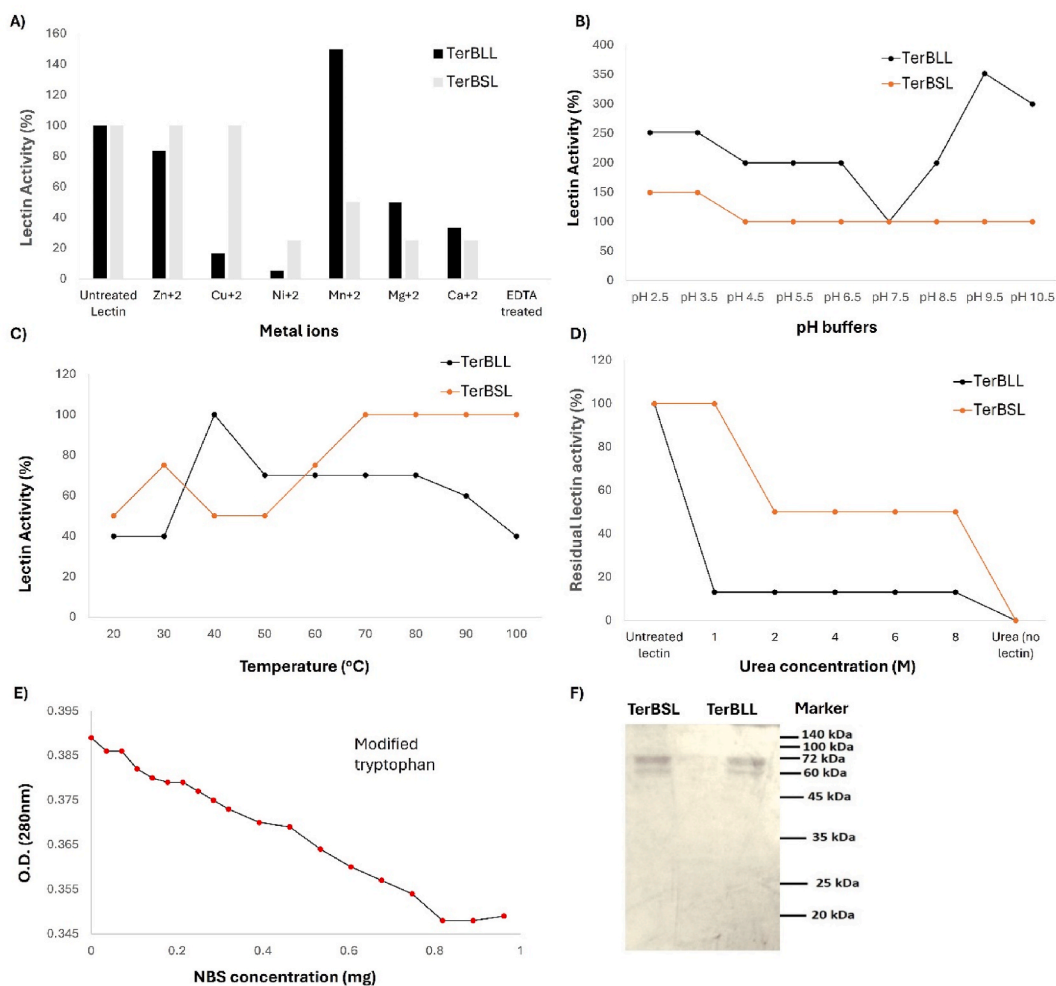 A)
160
140
120
100
80
60
40
20
0
Lectin Activity (%)
TerBLL
TerBSL
Untreated Lectin
Zn+2
Cu+2
Ni+2
Mn+2
Mg+2
Ca+2
EDTA treated
Metal ions
B)
400
350
300
250
200
150
100
50
0
Lectin Activity (%)
TerBLL
TerBSL
pH 2.5
pH 3.5
pH 4.5
pH 5.5
pH 6.5
pH 7.5
pH 8.5
pH 9.5
pH 10.5
pH buffers
C)
120
100
80
60
40
20
0
Lectin Activity (%)
TerBLL
TerBSL
20
30
40
50
60
70
80
90
100
Temperature (°C)
D)
120
100
80
60
40
20
0
Residual lectin activity (%)
TerBLL
TerBSL
Untreated lectin
1
2
4
6
8
Urea (no lectin)
Urea concentration (M)
E)
0.395
0.385
0.375
0.365
0.355
0.345
O.D. (280nm)
Modified
tryptophan
0
0.2
0.4
0.6
0.8
1
NBS concentration (mg)
F)
TerBSL TerBLL Marker
140 kDa
100 kDa
72 kDa
60 kDa
45 kDa
35 kDa
25 kDa
20 kDa